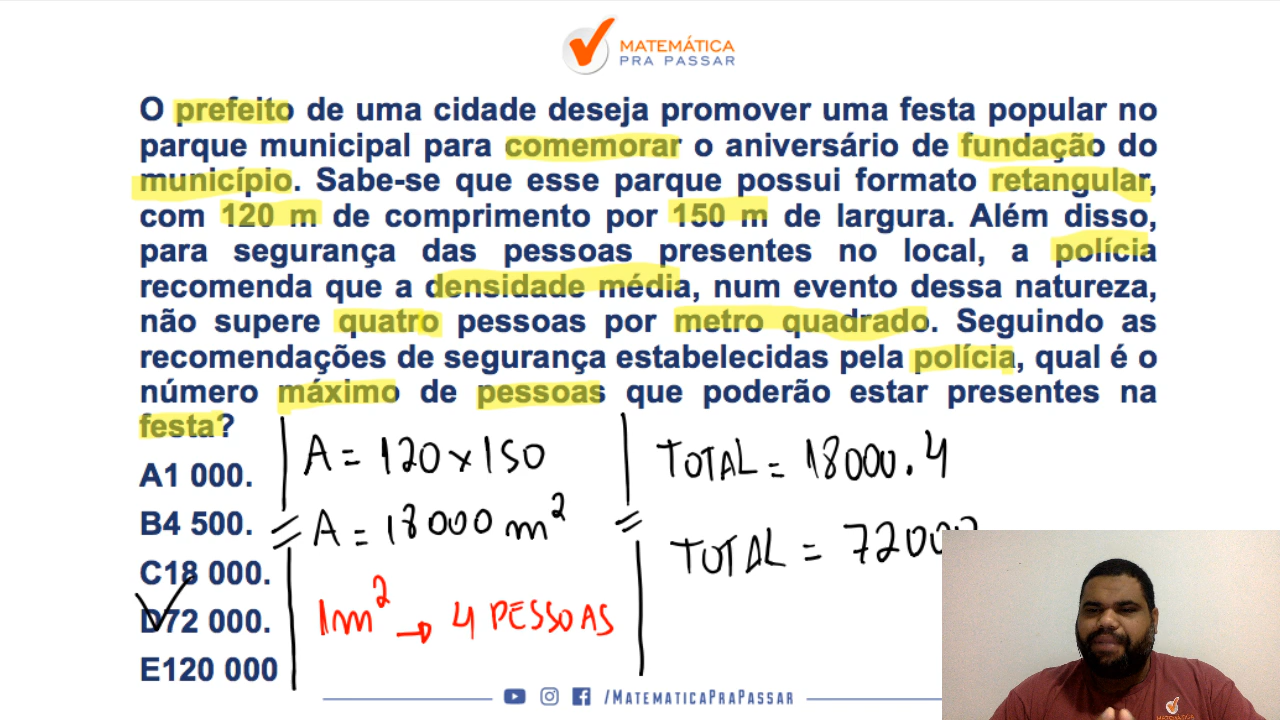 MATEMÁTICA
PRA PASSAR
O prefeito de uma cidade deseja promover uma festa popular no
parque municipal para comemorar o aniversário de fundação do
município. Sabe-se que esse parque possui formato retangular,
com 120 m de comprimento por 150 m de largura. Além disso,
para segurança das pessoas presentes no local, a polícia
recomenda que a densidade média, num evento dessa natureza,
não supere quatro pessoas por metro quadrado. Seguindo as
recomendações de segurança estabelecidas pela polícia, qual é o
número máximo de pessoas que poderão estar presentes na
festa?
A1 000.
B4 500.
C18 000.
D72 000.
E120 000
A = 120 x 150
A = 18000 m²
1m² → 4 PESSOAS
TOTAL = 18000.4
TOTAL = 72000
/MATEMATICAPRAPASSAR
MATEMÁTICA